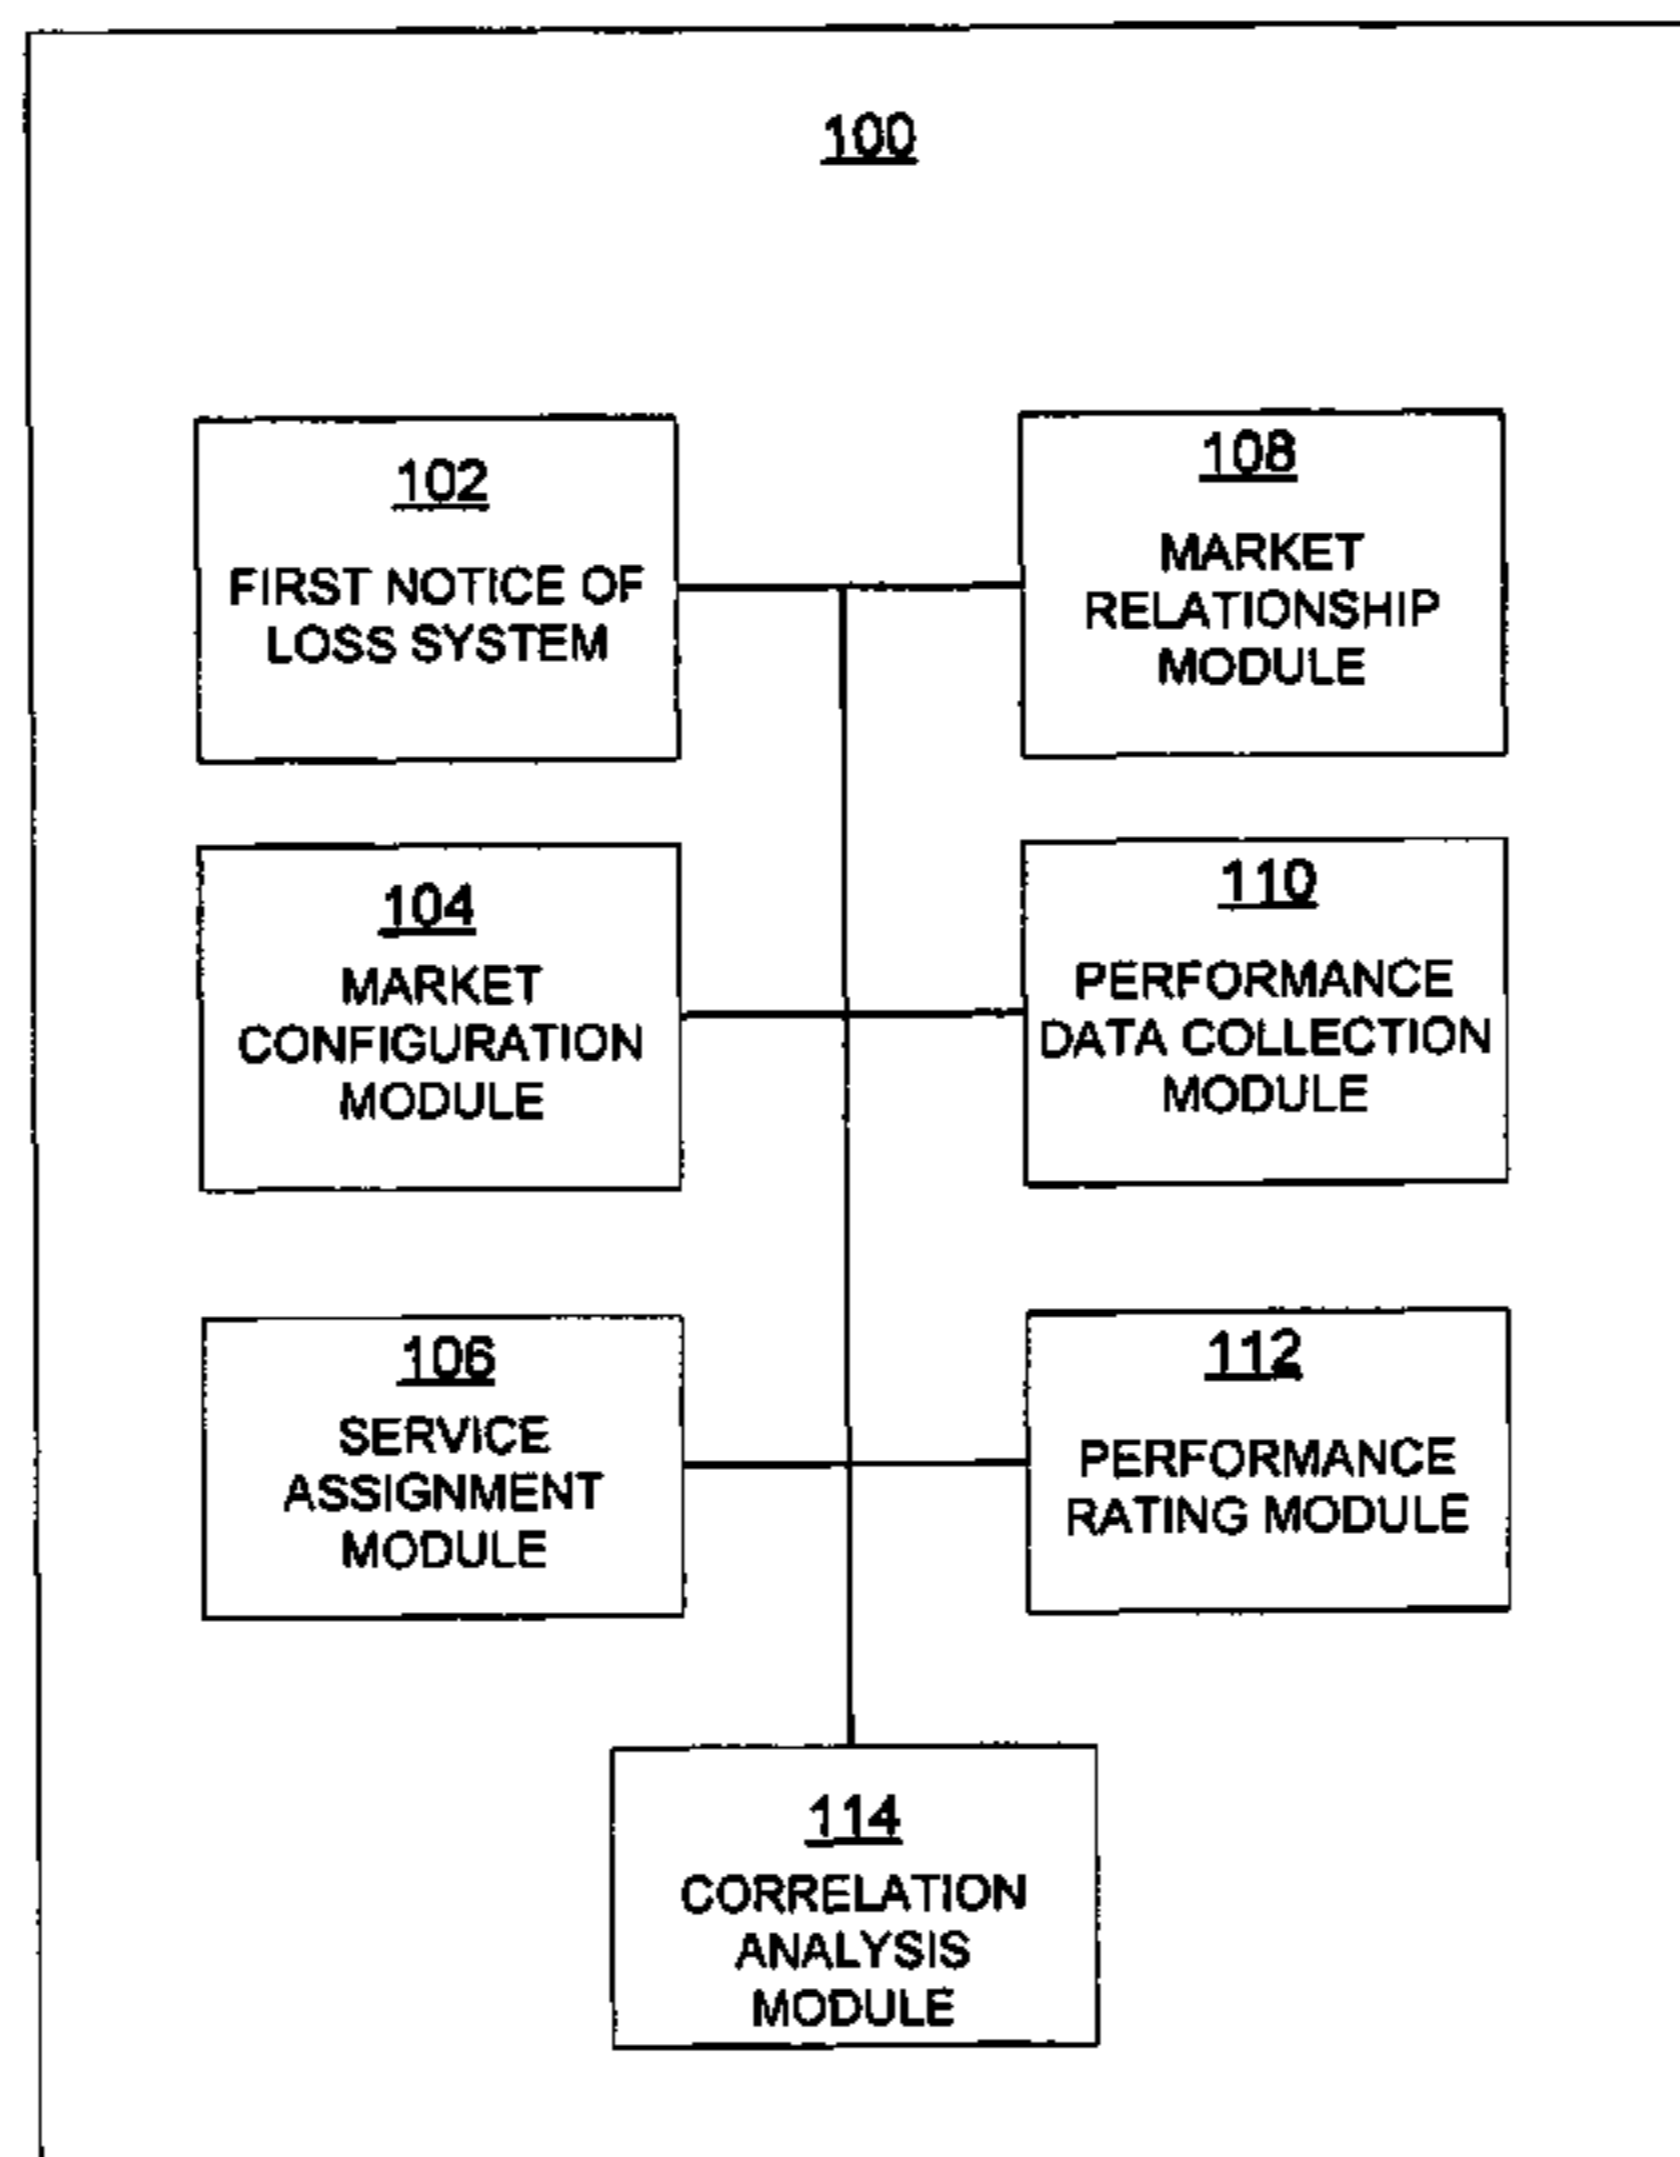 100
102
FIRST NOTICE OF
LOSS SYSTEM
108
MARKET
RELATIONSHIP
MODULE
104
MARKET
CONFIGURATION
MODULE
110
PERFORMANCE
DATA COLLECTION
MODULE
106
SERVICE
ASSIGNMENT
MODULE
112
PERFORMANCE
RATING MODULE
114
CORRELATION
ANALYSIS
MODULE